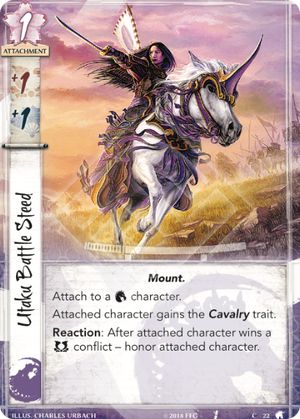 1
ATTACHMENT
+1
+1
Utaku Battle Steed
Mount.
Attach to a character.
Attached character gains the Cavalry trait.
Reaction: After attached character wins a
conflict – honor attached character.
ILLUS. CHARLES URBACH
© 2018 FFG
C
22